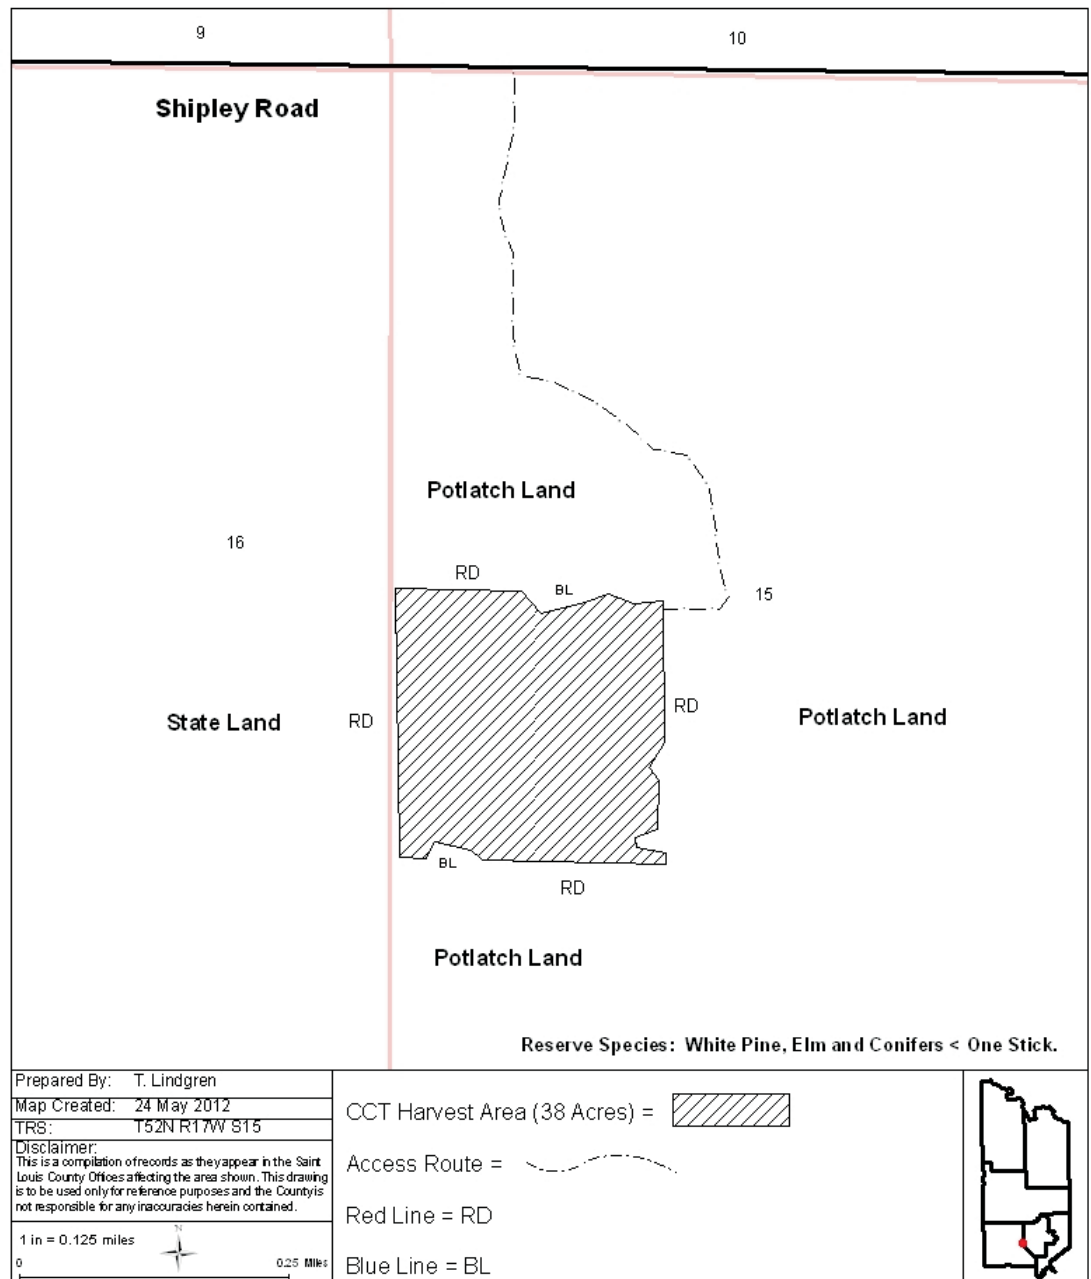 9
10
Shipley Road
Potlatch Land
16
RD
BL
15
State Land
RD
RD
Potlatch Land
BL
RD
Potlatch Land
Reserve Species: White Pine, Elm and Conifers < One Stick.
Prepared By: T. Lindgren
Map Created: 24 May 2012
TRS: T52N R17W S15
Disclaimer:
This is a compilation of records as they appear in the Saint
Louis County Offices affecting the area shown. This drawing
is to be used only for reference purposes and the County is
not responsible for any inaccuracies herein contained.
1 in = 0.125 miles
N
0 0.25 Miles
CCT Harvest Area (38 Acres) =
Access Route =
Red Line = RD
Blue Line = BL